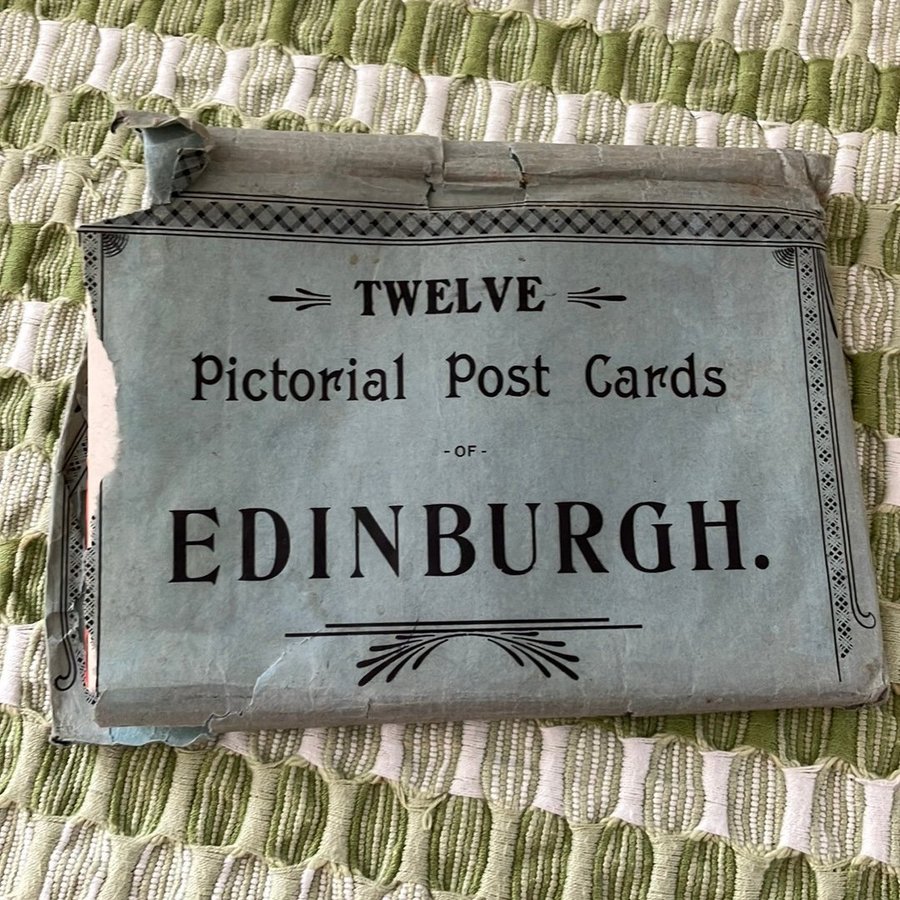 TWELVE
Pictorial Post Cards
-OF-
EDINBURGH.